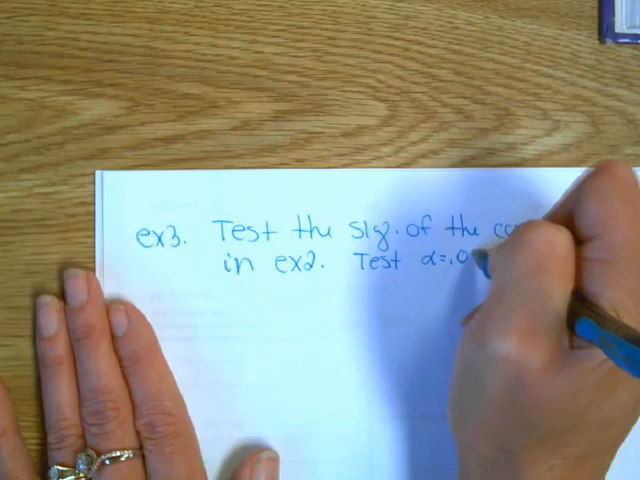 ex3. Test the sig. of the
in ex2. Test α=.0